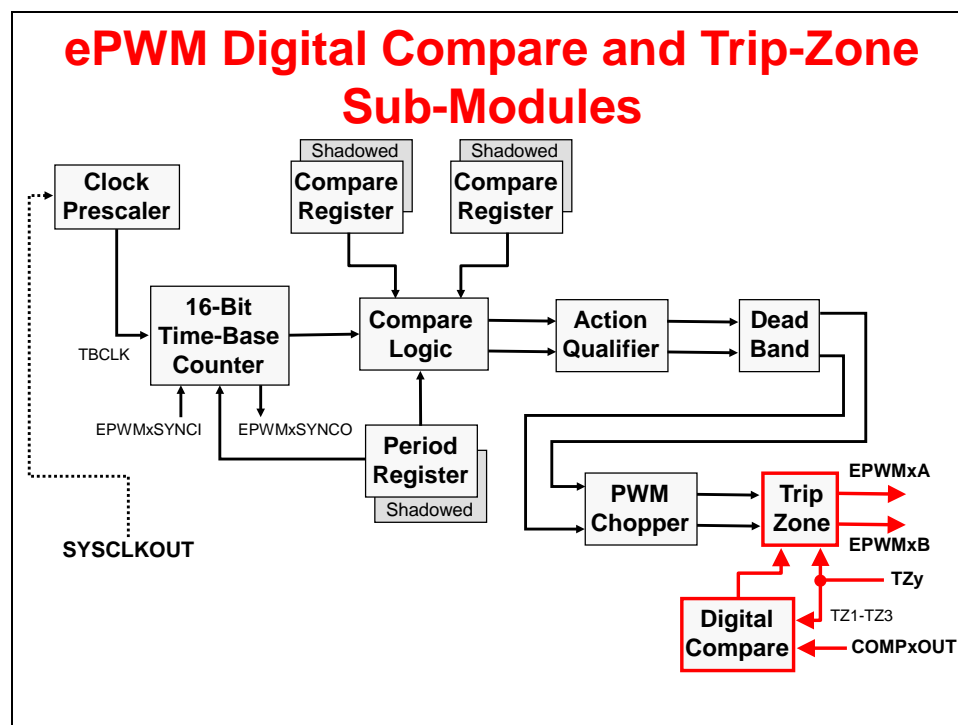 ePWM Digital Compare and Trip-Zone
Sub-Modules
Shadowed
Compare
Register
Shadowed
Compare
Register
Clock
Prescaler
16-Bit
Time-Base
Counter
Compare
Logic
Action
Qualifier
Dead
Band
TBCLK
EPWMxSYNCI
EPWMxSYNCO
Period
Register
Shadowed
SYSCLKOUT
PWM
Chopper
Trip
Zone
EPWMxA
EPWMxB
TZy
TZ1-TZ3
Digital
Compare
COMPxOUT